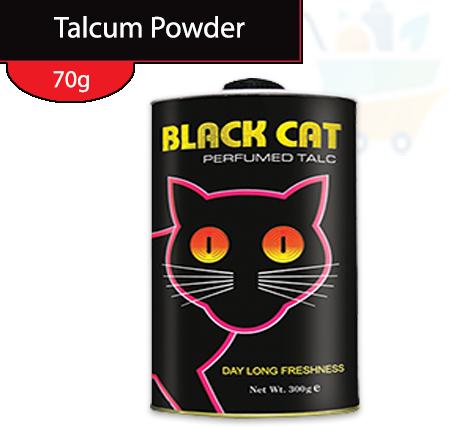 Talcum Powder
70g
BLACK CAT
PERFUMED TALC
DAY LONG FRESHNESS
Net Wt. 300g e